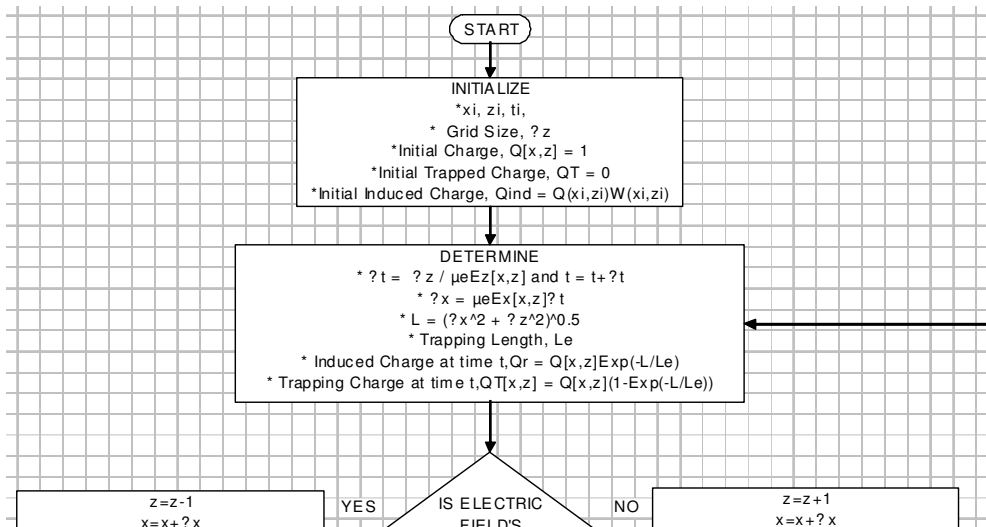 START
INITIALIZE
*xi, zi, ti,
* Grid Size, ?z
*Initial Charge, Q[x,z] = 1
*Initial Trapped Charge, QT = 0
*Initial Induced Charge, Qind = Q(xi,zi)W(xi,zi)
DETERMINE
* ?t = ?z / µeEz[x,z] and t = t+?t
* ?x = µeEx[x,z]?t
* L = (?x^2 + ?z^2)^0.5
* Trapping Length, Le
* Induced Charge at time t,Qr = Q[x,z]Exp(-L/Le)
* Trapping Charge at time t,QT[x,z] = Q[x,z](1-Exp(-L/Le))
z=z-1
x=x+?x
YES
IS ELECTRIC
FIELD'S
NO
z=z+1
x=x+?x